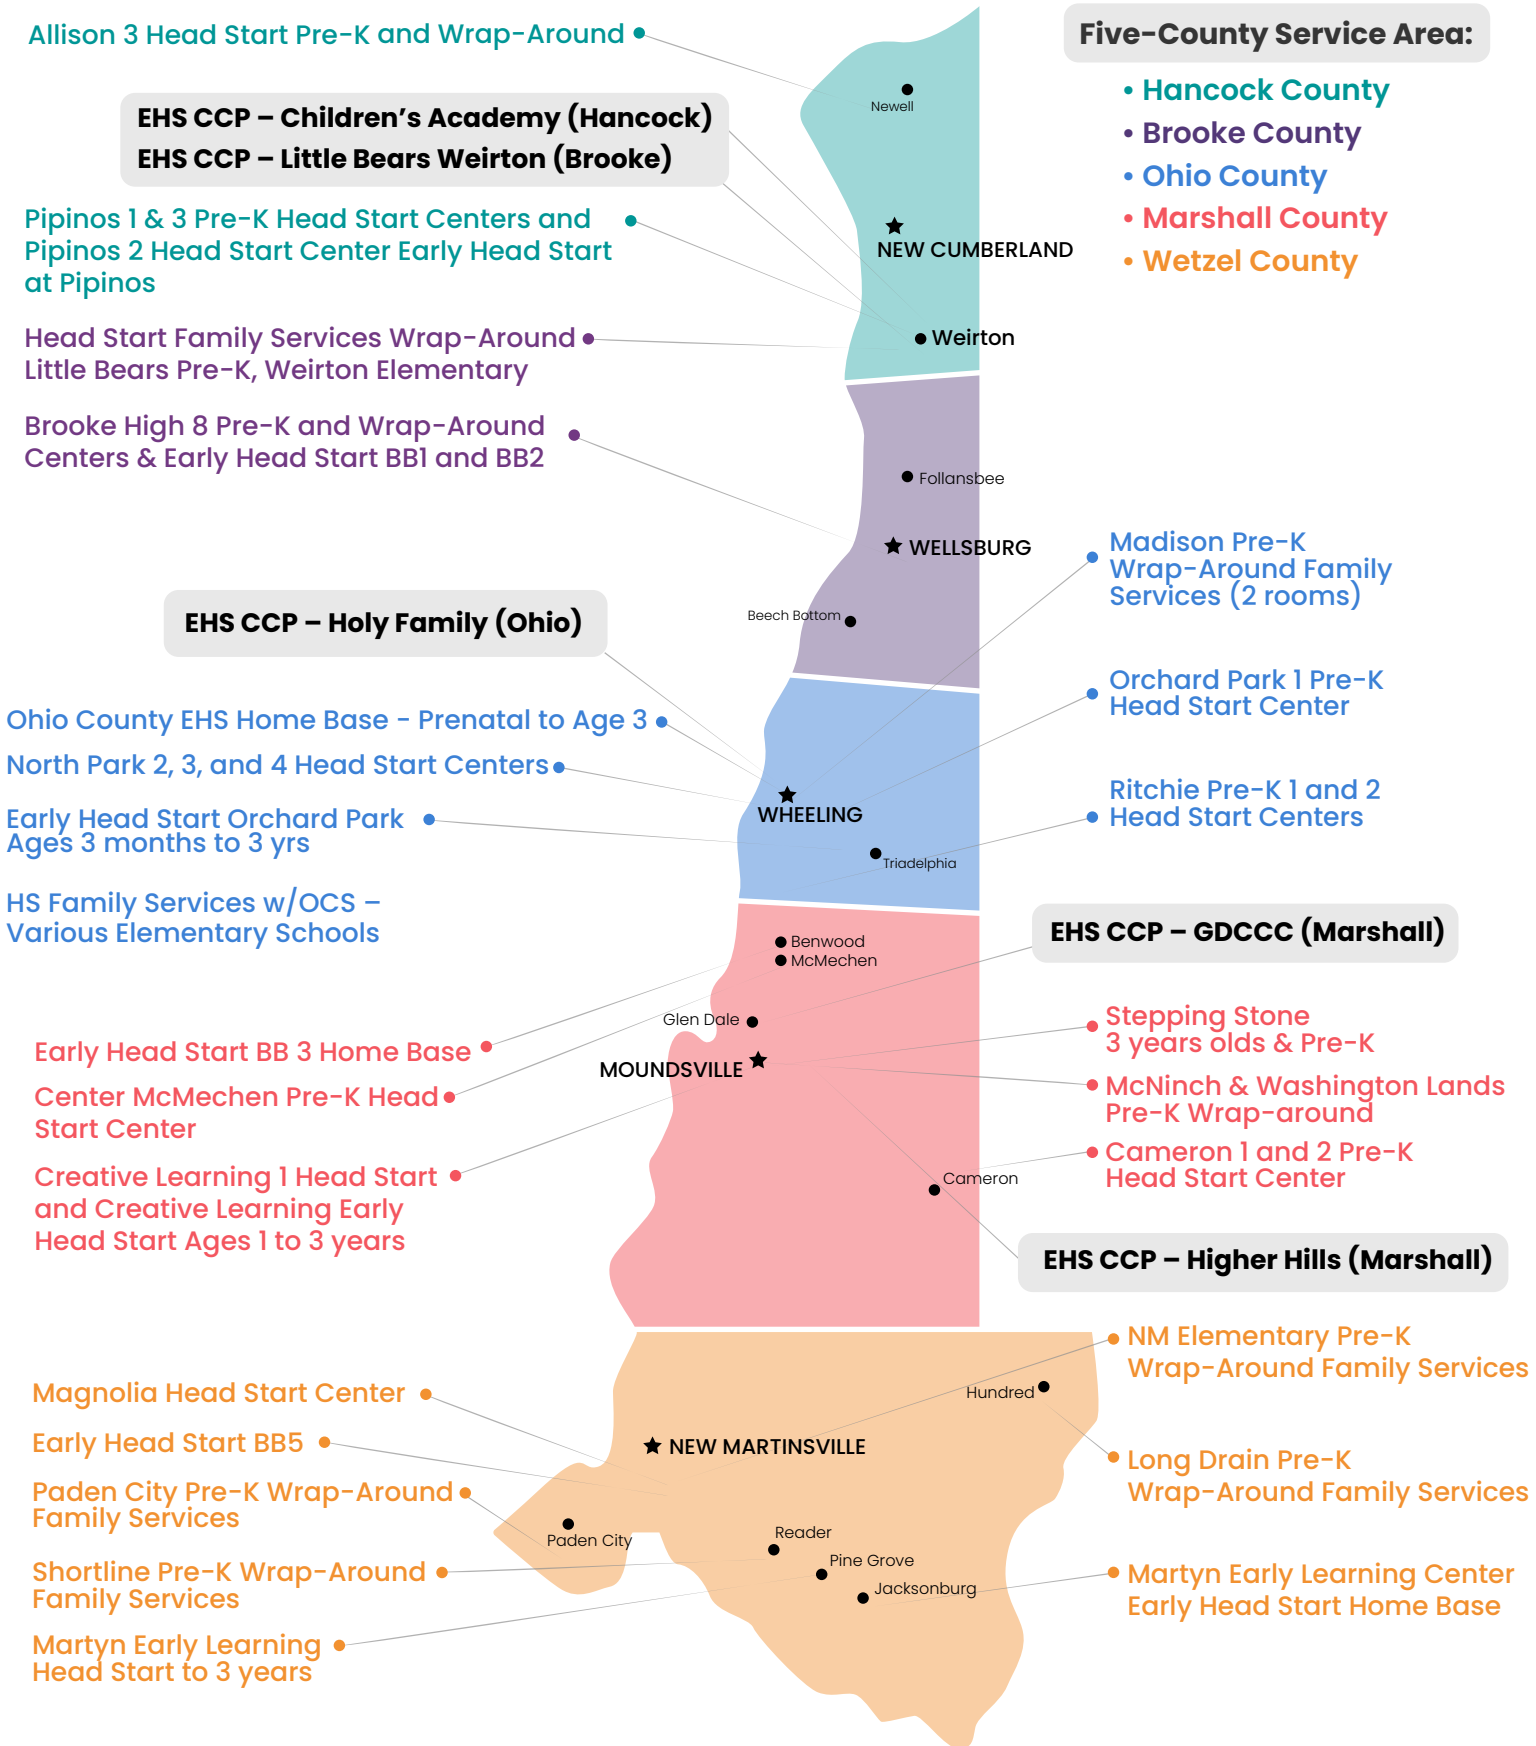 Allison 3 Head Start Pre-K and Wrap-Around
EHS CCP – Children’s Academy (Hancock)
EHS CCP – Little Bears Weirton (Brooke)
Pipinos 1 & 3 Pre-K Head Start Centers and
Pipinos 2 Head Start Center Early Head Start
at Pipinos
Head Start Family Services Wrap-Around
Little Bears Pre-K, Weirton Elementary
Brooke High 8 Pre-K and Wrap-Around
Centers & Early Head Start BB1 and BB2
EHS CCP – Holy Family (Ohio)
Ohio County EHS Home Base - Prenatal to Age 3
North Park 2, 3, and 4 Head Start Centers
Early Head Start Orchard Park
Ages 3 months to 3 yrs
HS Family Services w/OCS –
Various Elementary Schools
Early Head Start BB 3 Home Base
Center McMechen Pre-K Head
Start Center
Creative Learning 1 Head Start
and Creative Learning Early
Head Start Ages 1 to 3 years
Magnolia Head Start Center
Early Head Start BB5
Paden City Pre-K Wrap-Around
Family Services
Shortline Pre-K Wrap-Around
Family Services
Martyn Early Learning
Head Start to 3 years
Newell
NEW CUMBERLAND
Weirton
Follansbee
WELLSBURG
Beech Bottom
WHEELING
Triadelphia
Benwood
McMechen
Glen Dale
MOUNDSVILLE
Cameron
Hundred
NEW MARTINSVILLE
Paden City
Reader
Pine Grove
Jacksonburg
Five-County Service Area:
• Hancock County
• Brooke County
• Ohio County
• Marshall County
• Wetzel County
Madison Pre-K
Wrap-Around Family
Services (2 rooms)
Orchard Park 1 Pre-K
Head Start Center
Ritchie Pre-K 1 and 2
Head Start Centers
EHS CCP – GDCCC (Marshall)
Stepping Stone
3 years olds & Pre-K
McNinch & Washington Lands
Pre-K Wrap-around
Cameron 1 and 2 Pre-K
Head Start Center
EHS CCP – Higher Hills (Marshall)
NM Elementary Pre-K
Wrap-Around Family Services
Long Drain Pre-K
Wrap-Around Family Services
Martyn Early Learning Center
Early Head Start Home Base